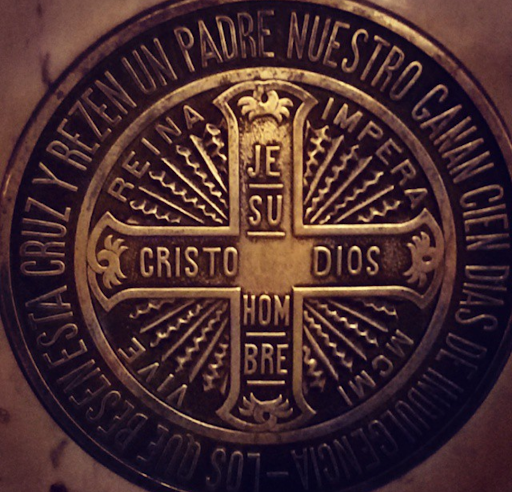 LOS QUE BESEN ESTA CRUZ Y REZEN UN PADRE NUESTRO GANAN CIEN DIAS DE INDULGENCIA –
REINA
IMPERA
JE
SU
CRISTO
DIOS
HOM
BRE
VIVE
MCMI